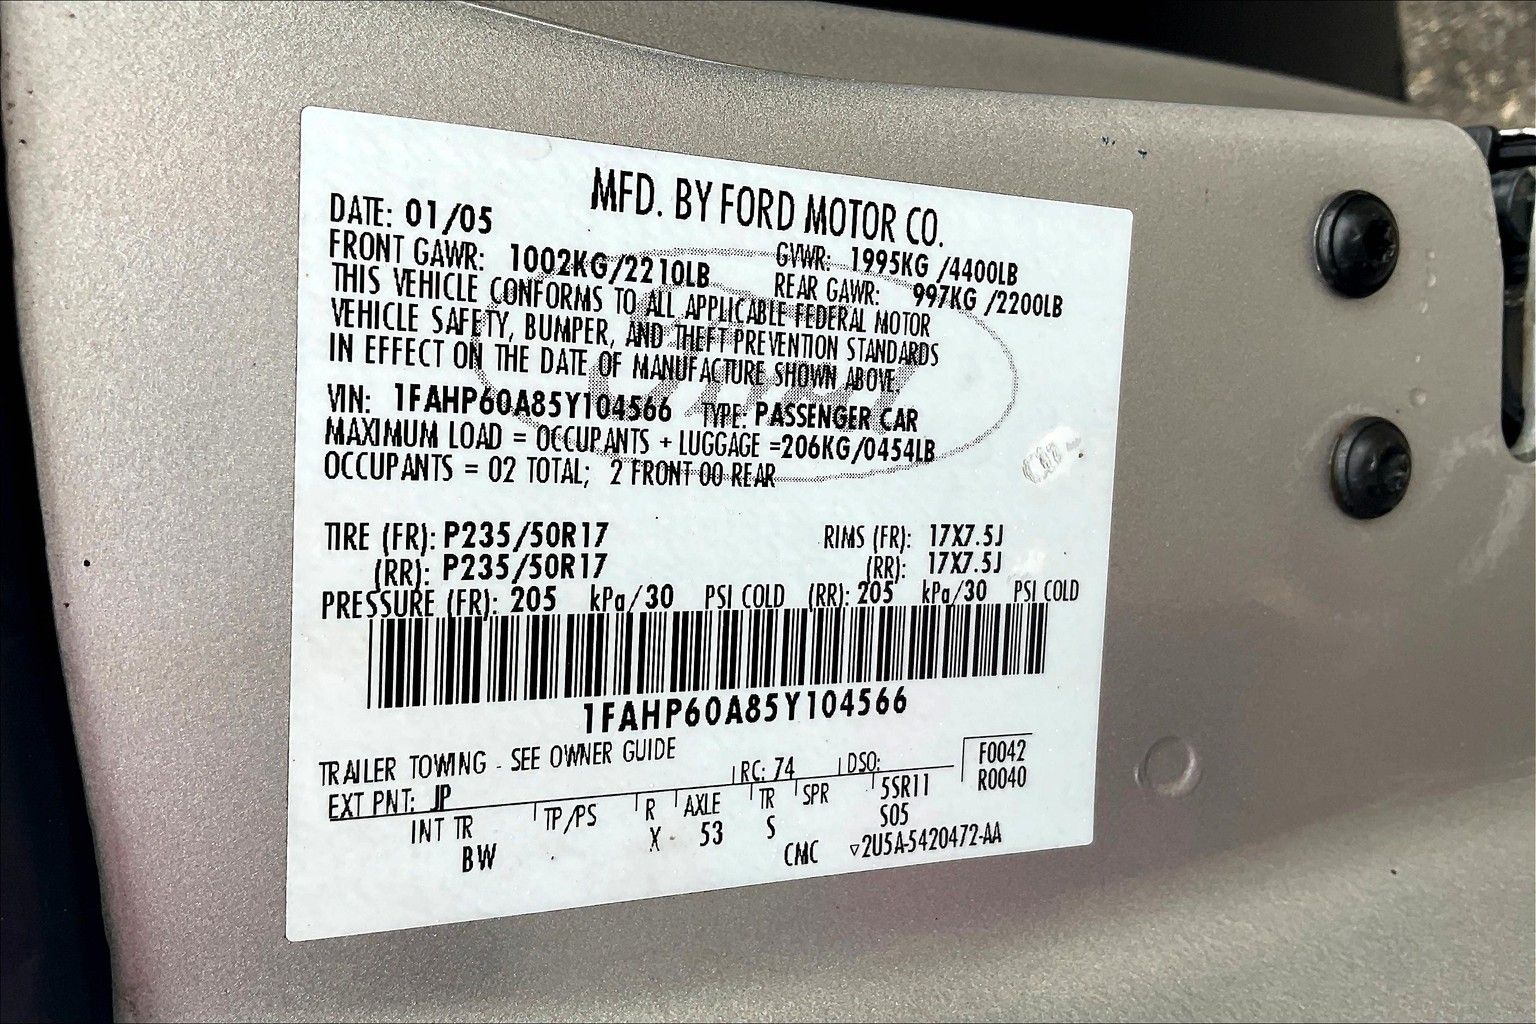 MFD. BY FORD MOTOR CO.
DATE: 01/05
FRONT GAWR: 1002KG/2210LB GVWR: 1995KG /4400LB
REAR GAWR: 997KG /2200LB
THIS VEHICLE CONFORMS TO ALL APPLICABLE FEDERAL MOTOR
VEHICLE SAFETY, BUMPER, AND THEFT PREVENTION STANDARDS
IN EFFECT ON THE DATE OF MANUFACTURE SHOWN ABOVE.
VIN: 1FAHP60A85Y104566 TYPE: PASSENGER CAR
MAXIMUM LOAD = OCCUPANTS + LUGGAGE =206KG/0454LB
OCCUPANTS = 02 TOTAL; 2 FRONT 00 REAR
TIRE (FR): P235/50R17 RIMS (FR): 17X7.5J
(RR): P235/50R17 (RR): 17X7.5J
PRESSURE (FR): 205 kPa/30 PSI COLD (RR): 205 kPa/30 PSI COLD
1FAHP60A85Y104566
TRAILER TOWING - SEE OWNER GUIDE
EXT PNT: JP RC: 74 DSO: F0042
R0040
INT TR TP/PS R AXLE TR SPR 5SR11
BW X 53 S S05
CMC ▽2U5A-5420472-AA